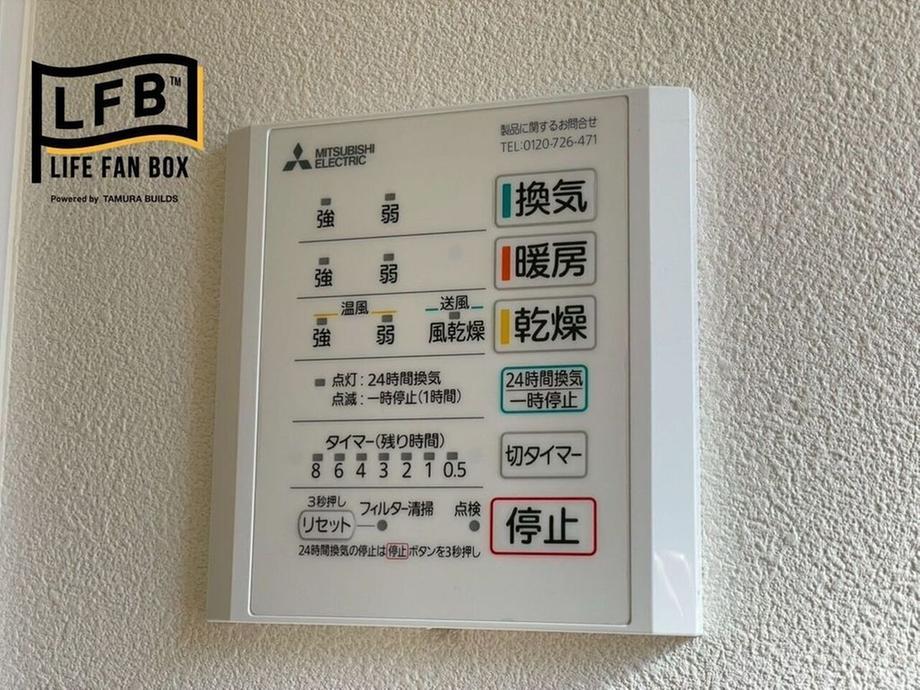 LFB™
LIFE FAN BOX
Powered by TAMURA BUILDS
MITSUBISHI
ELECTRIC
製品に関するお問合せ
TEL:0120-726-471
強 弱
換気
強 弱
暖房
温風 送風
強 弱 風乾燥
乾燥
点灯:24時間換気
点滅:一時停止(1時間)
24時間換気
一時停止
タイマー(残り時間)
8 6 4 3 2 1 0.5
切タイマー
3秒押し
リセット フィルター清掃 点検
停止
24時間換気の停止は停止ボタンを3秒押し